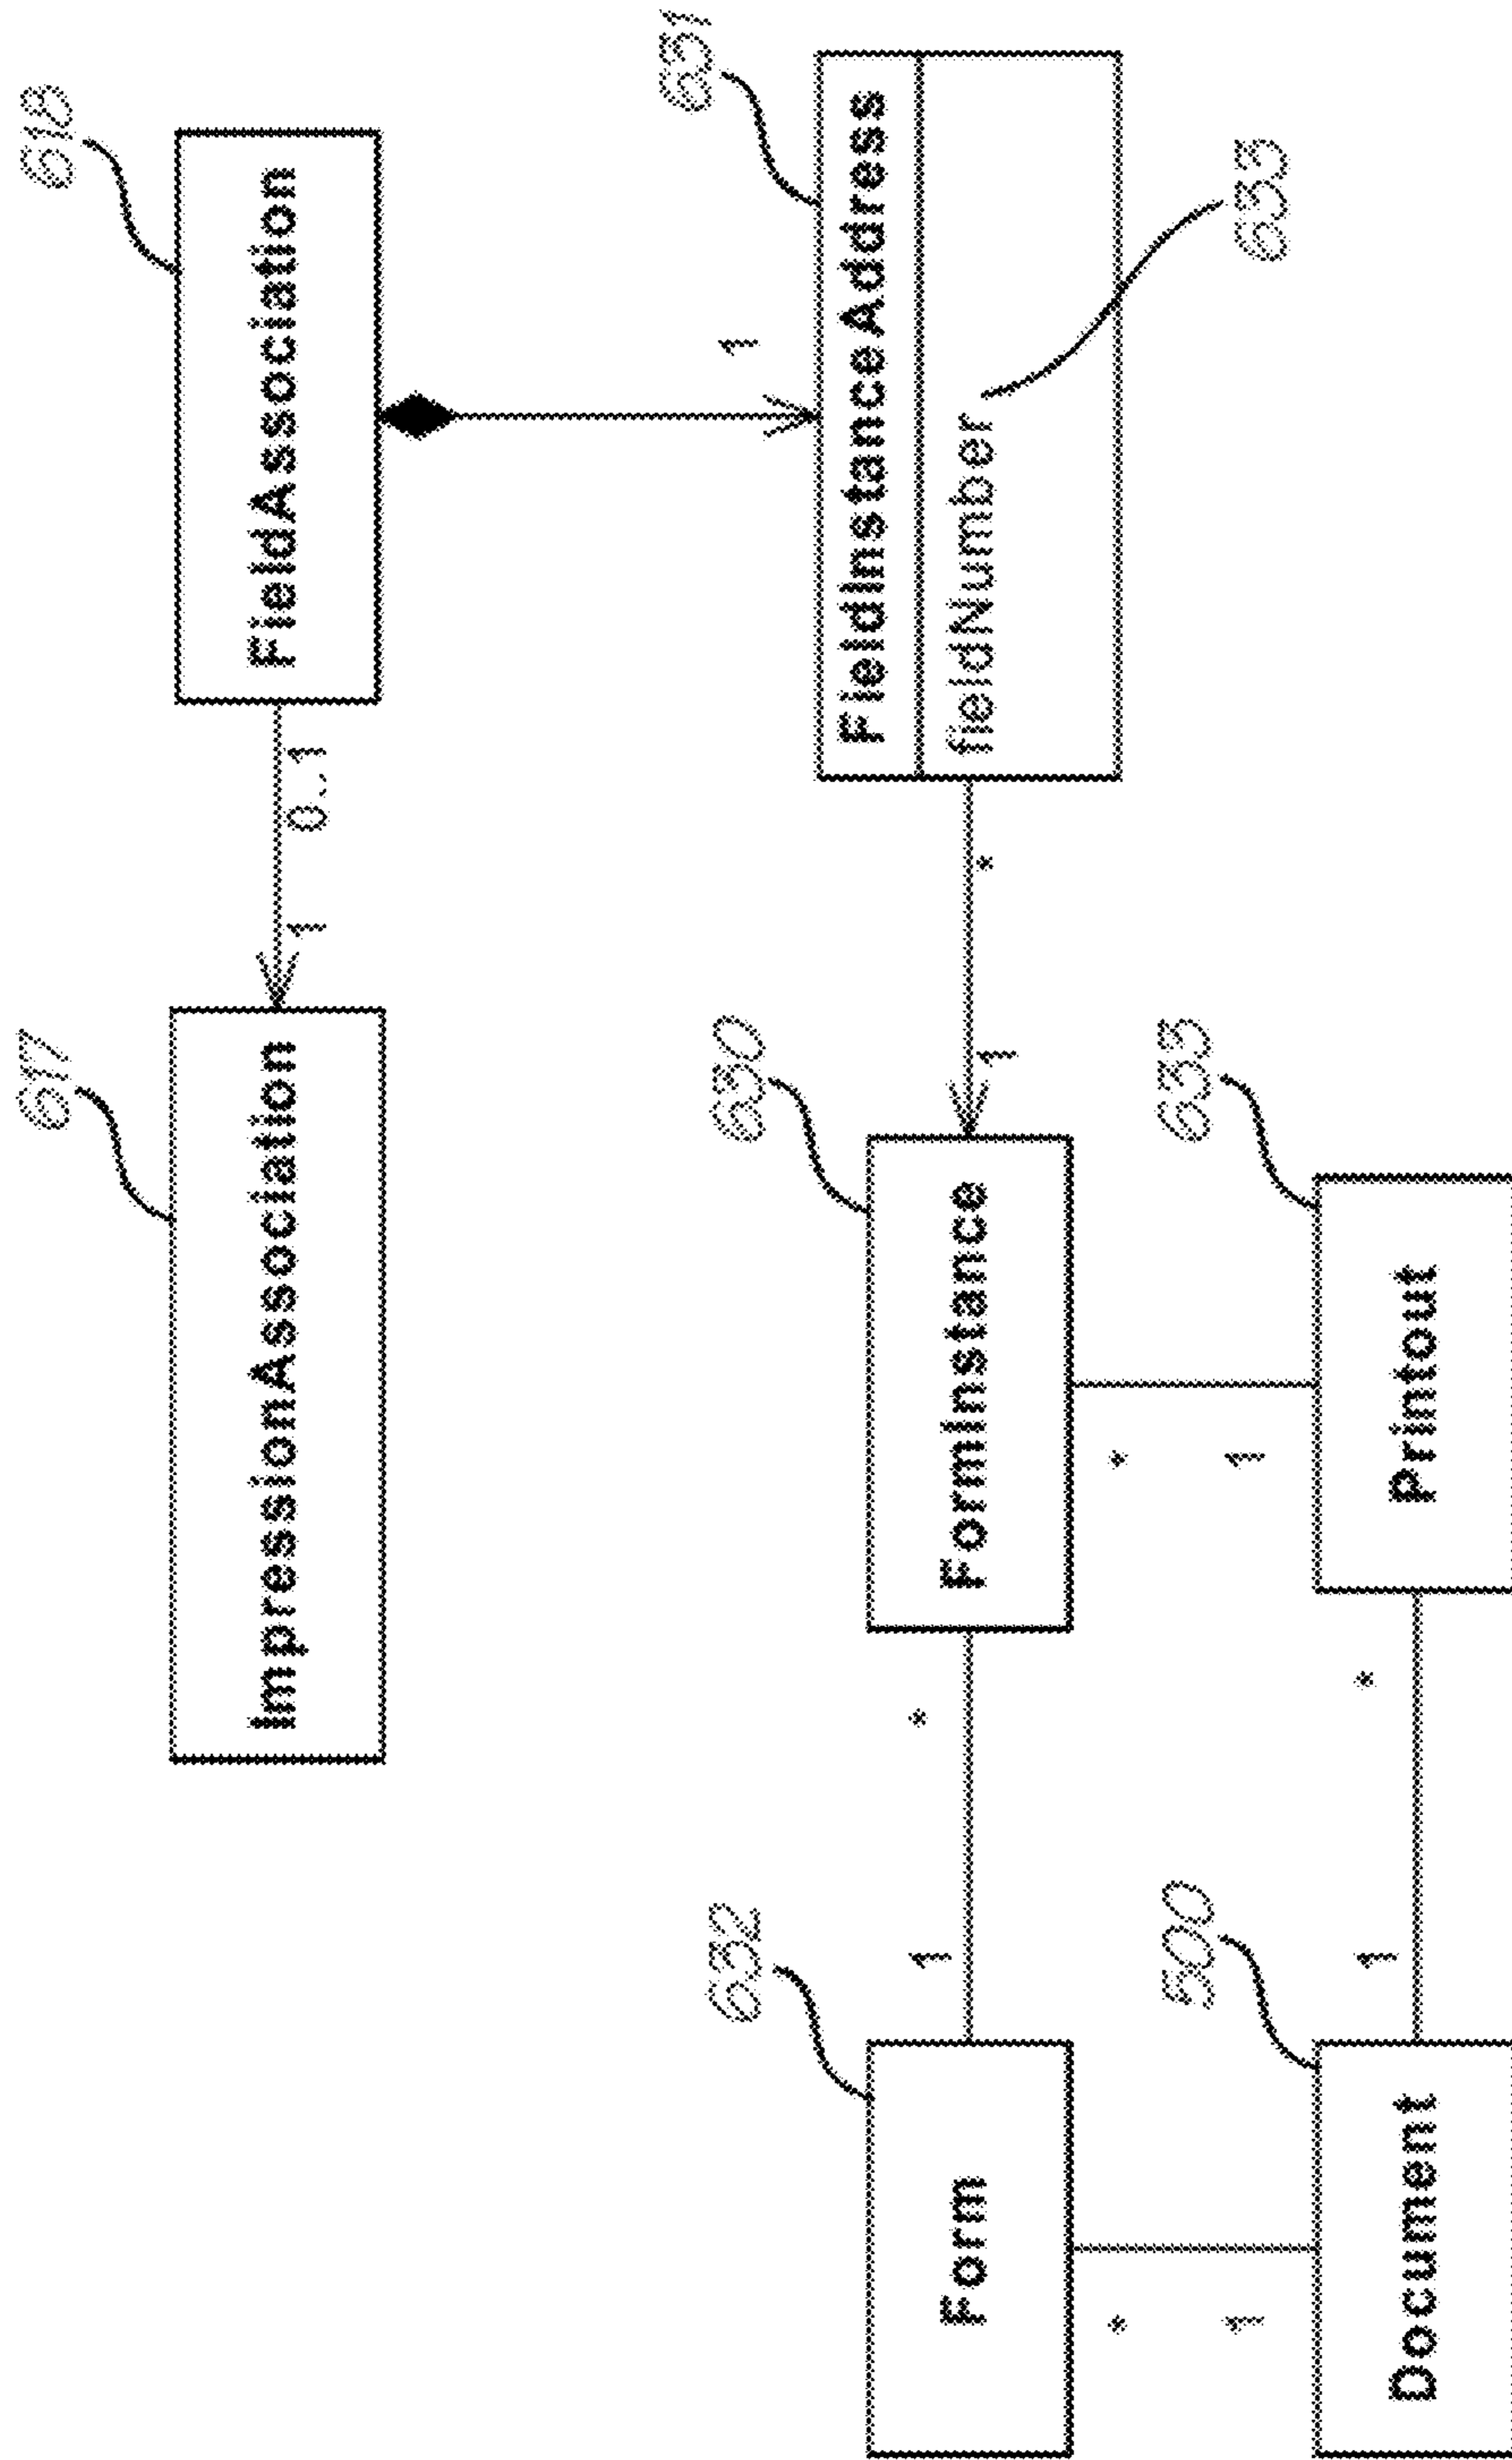 617
618
ImpressionAssociation
FieldAssociation
1
0..1
631
632
630
1
FieldInstanceAddress
1
*
Form
FormInstance
fieldNumber
1
*
*
*
500
635
1
1
633
1
*
Document
Printout